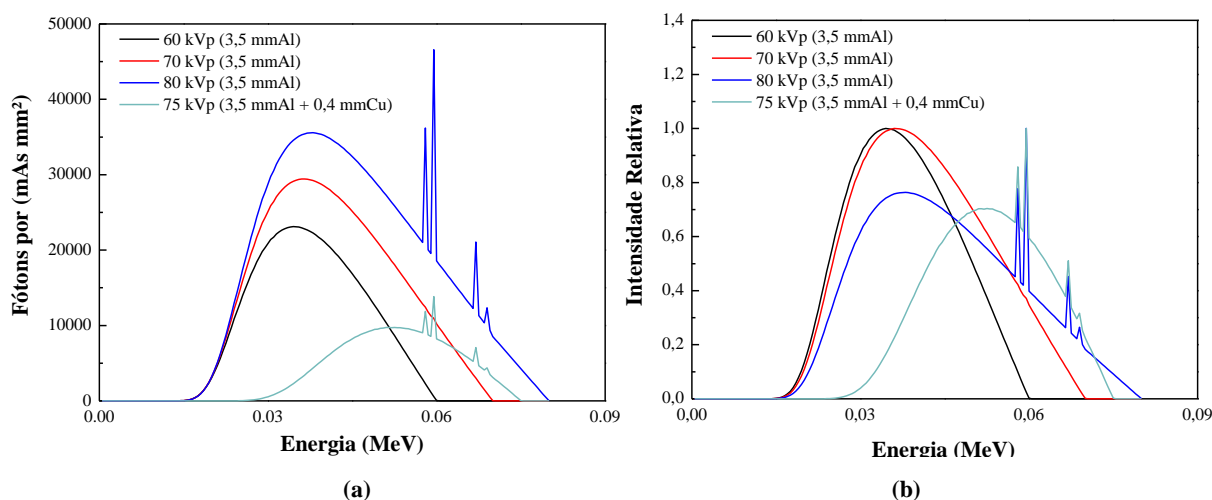 50000
40000
30000
20000
10000
0
Fótons por (mAs mm²)
60 kVp (3,5 mmAl)
70 kVp (3,5 mmAl)
80 kVp (3,5 mmAl)
75 kVp (3,5 mmAl + 0,4 mmCu)
0.00
0.03
0.06
0.09
Energia (MeV)
(a)
1,4
1,2
1,0
0,8
0,6
0,4
0,2
0,0
Intensidade Relativa
60 kVp (3,5 mmAl)
70 kVp (3,5 mmAl)
80 kVp (3,5 mmAl)
75 kVp (3,5 mmAl + 0,4 mmCu)
0,00
0,03
0,06
0,09
Energia (MeV)
(b)